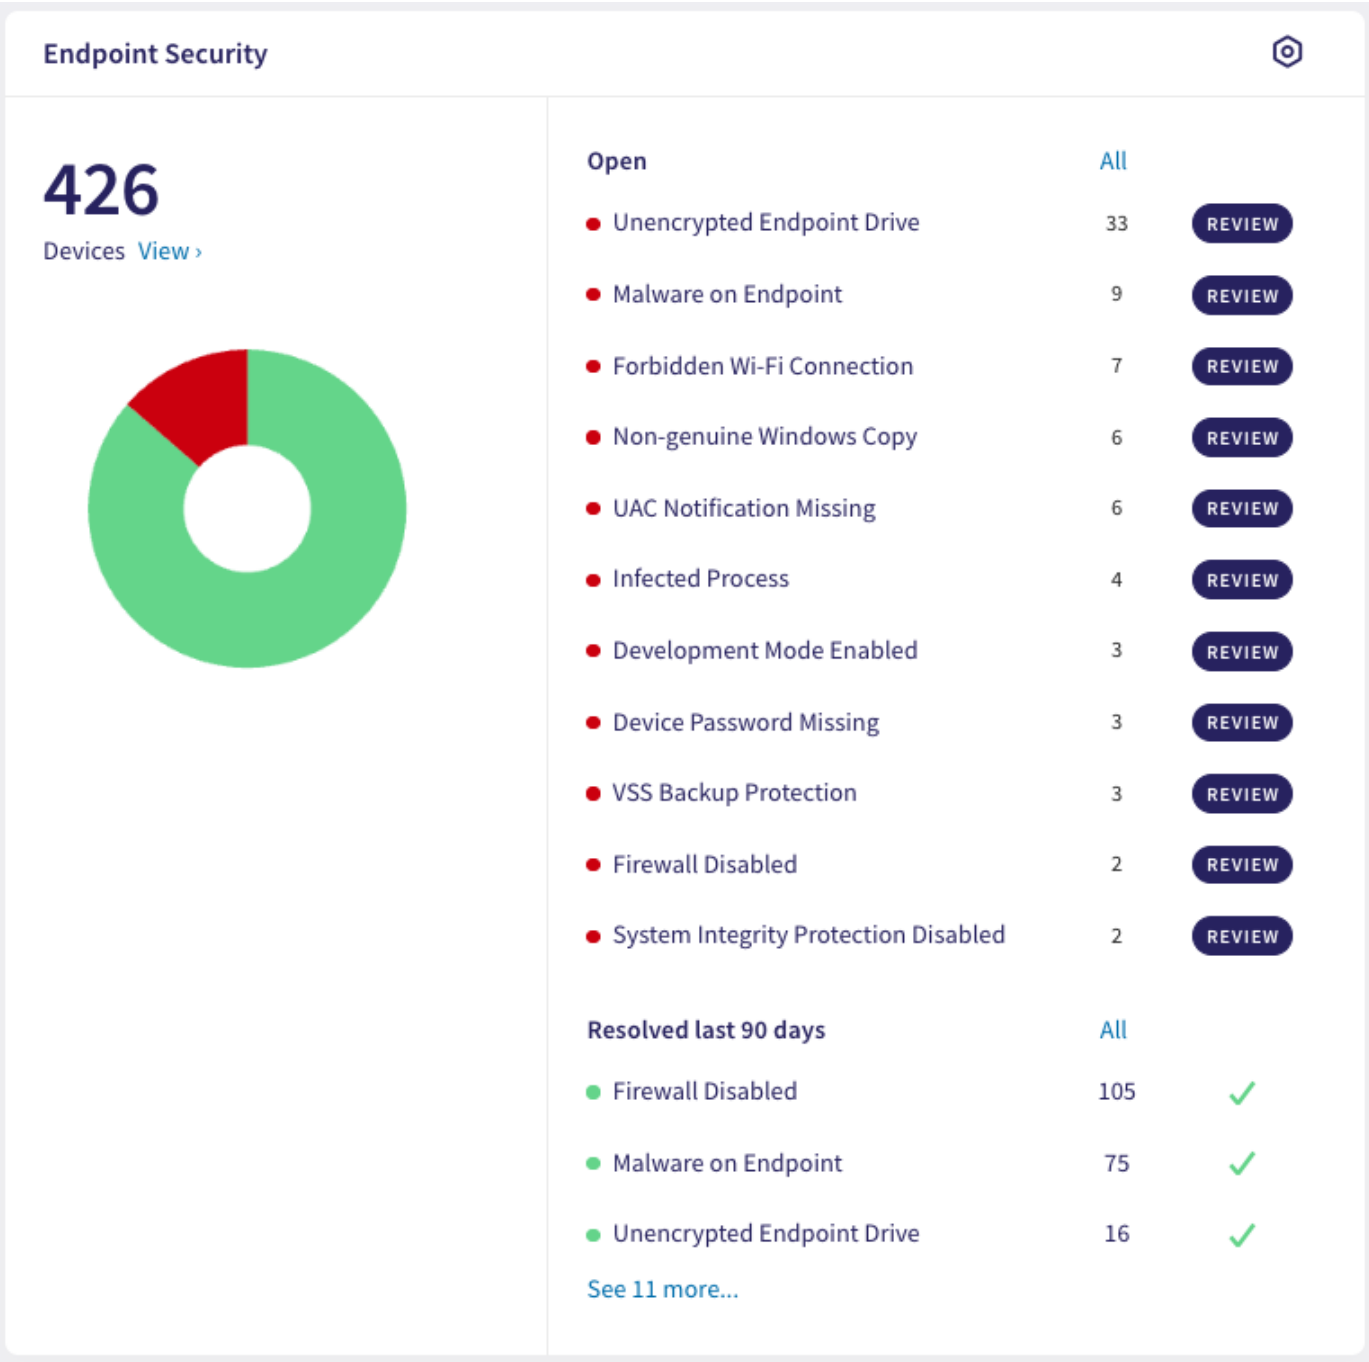 Endpoint Security
426
Devices View ›
Open All
Unencrypted Endpoint Drive 33 REVIEW
Malware on Endpoint 9 REVIEW
Forbidden Wi-Fi Connection 7 REVIEW
Non-genuine Windows Copy 6 REVIEW
UAC Notification Missing 6 REVIEW
Infected Process 4 REVIEW
Development Mode Enabled 3 REVIEW
Device Password Missing 3 REVIEW
VSS Backup Protection 3 REVIEW
Firewall Disabled 2 REVIEW
System Integrity Protection Disabled 2 REVIEW
Resolved last 90 days All
Firewall Disabled 105
Malware on Endpoint 75
Unencrypted Endpoint Drive 16
See 11 more...